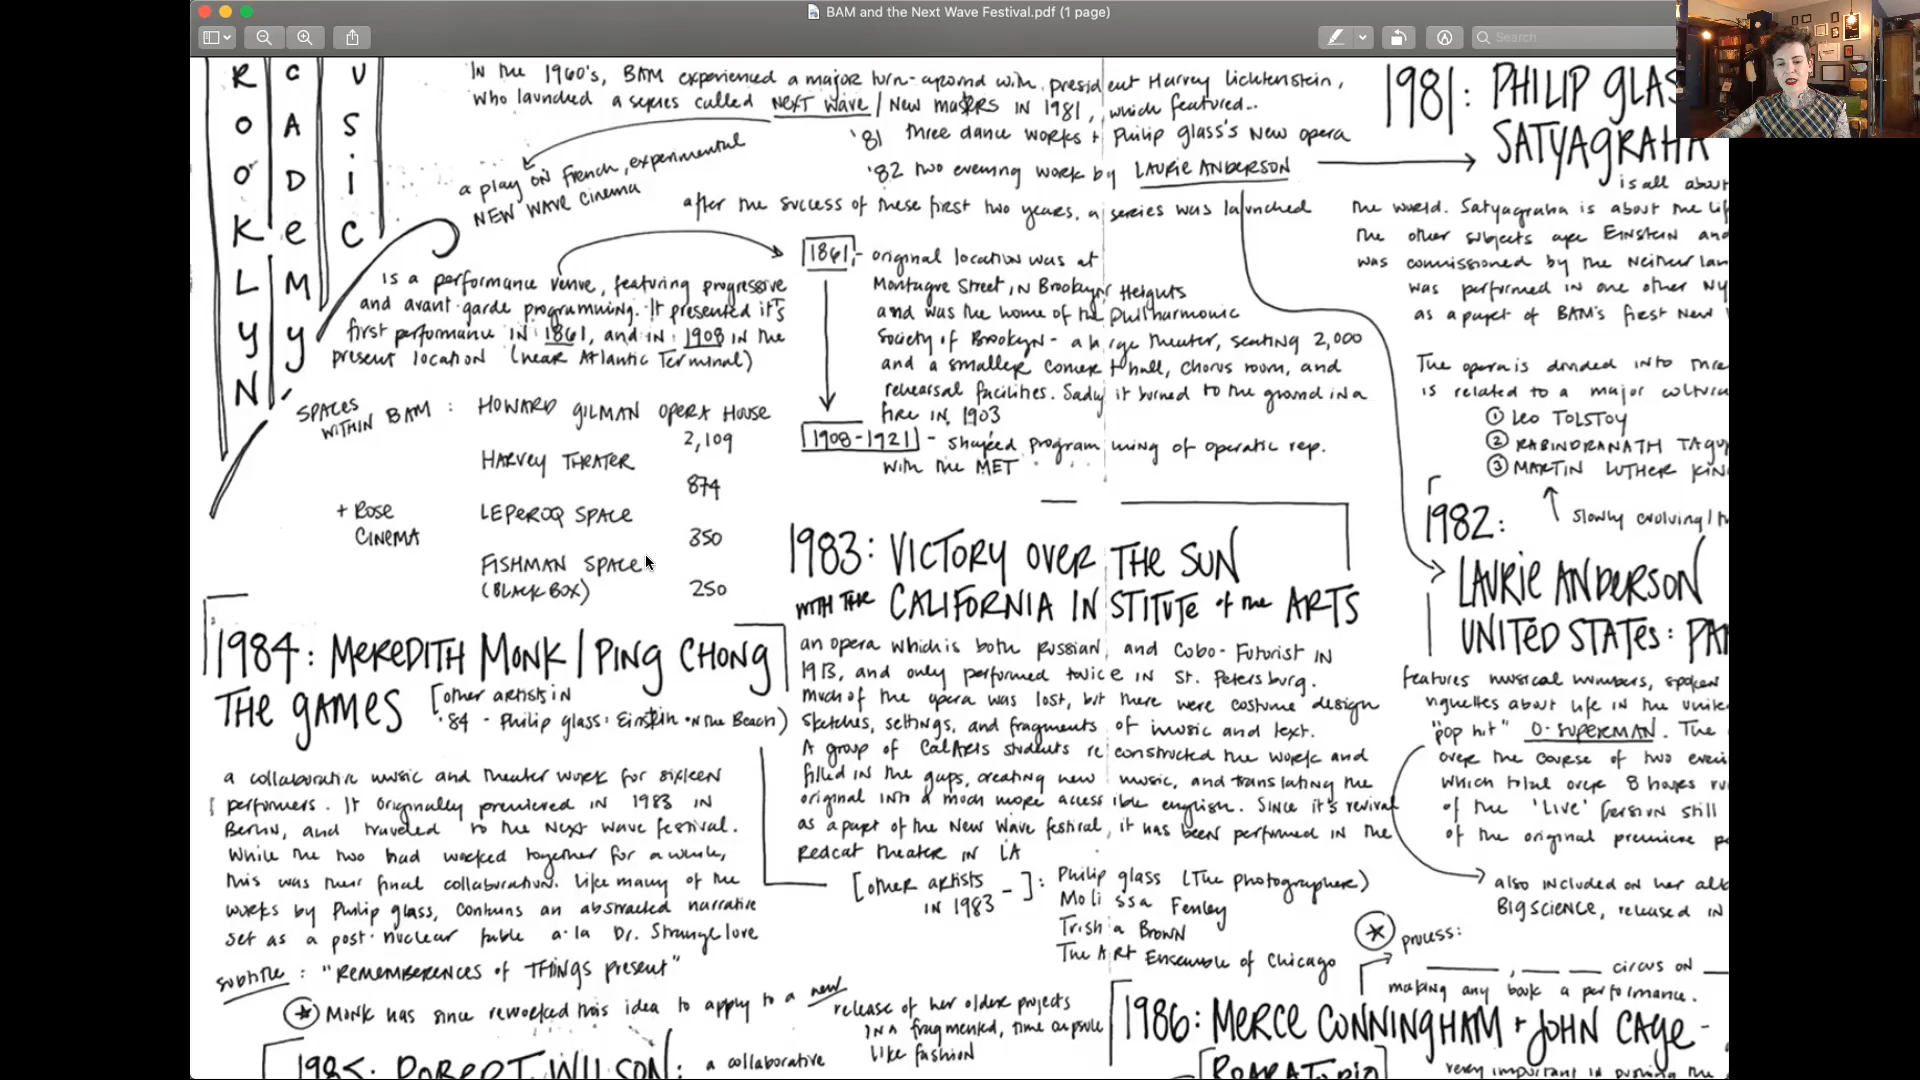 BAM and the Next Wave Festival.pdf (1 page)
Search
BROOKLYN
ACADEMY
MUSIC
IN the 1960's, BAM experienced a major turn-around with president Harvey Lichtenstein,
who launched a series called NEXT WAVE / New masters IN 1981, which featured...
'81 three dance works + Philip Glass's New opera
'82 two evening work by LAURIE ANDERSON
a play on French, experimental
NEW WAVE cinema
after the success of these first two years, a series was launched
is a performance venue, featuring progressive
and avant-garde programming. It presented it's
first performance IN 1861, and IN 1908 IN the
present location (near Atlantic Terminal)
1861 - original location was at
Montague Street, IN Brooklyn Heights
and was the home of the Philharmonic
Society of Brooklyn - a large theater, seating 2,000
and a smaller concert hall, chorus room, and
rehearsal facilities. Sadly it burned to the ground in a
fire IN 1903
1908-1921 - shared programming of operatic rep.
with the MET
SPACES
WITHIN BAM : HOWARD GILMAN OPERA HOUSE
2,109
HARVEY THEATER
874
+ ROSE
CINEMA
LEPERCQ SPACE
350
FISHMAN SPACE
(BLACK BOX)
250
1981: PHILIP GLAS
SATYAGRAHA
is all about
the world. Satyagraha is about the lif
the other subjects are EINSTEIN and
was commissioned by the Netherlan
was performed in one other NY
as a part of BAM's first New
The opera is divided into three
is related to a major cultura
① LEO TOLSTOY
② RABINDRANATH TAGO
③ MARTIN LUTHER KIN
slowly evolving /
1982:
LAURIE ANDERSON
UNITED STATES: PA
features musical numbers, spoken
vignettes about life in the unite
"pop hit" O-SUPERMAN. The
over the course of two eveni
which total over 8 hours
of the 'Live' version still
of the original premiere p
also included on her alb
BIG SCIENCE, released IN
1983: VICTORY OVER THE SUN
WITH THE CALIFORNIA INSTITUTE of the ARTS
an opera which is both Russian, and Cubo-Futurist IN
1913, and only performed twice IN St. Petersburg.
much of the opera was lost, but there were costume design
sketches, settings, and fragments of music and text.
A group of CalArts students reconstructed the work and
filled IN the gaps, creating new music, and translating the
original into a much more accessible english. Since it's revival
as a part of the New Wave festival, it has been performed IN the
Redcat theater IN LA
[other artists
IN 1983 - ] : Philip glass (The photographer)
Molissa Fenley
Trisha Brown
The Art Ensemble of Chicago
1984: MEREDITH MONK / PING CHONG
THE GAMES
[other artists in
'84 - Philip glass: Einstein on the Beach)
a collaborative music and theater work for sixteen
performers. It originally premiered IN 1983 IN
Berlin, and traveled to the Next Wave festival.
While the two had worked together for a while,
this was their final collaboration. Like many of the
works by Philip glass, contains an abstracted narrative
set as a post-nuclear fable a-la Dr. Strangelove
subtitle : "REMEMBERENCES of THINGS present"
MONK has since reworked this idea to apply to a new
release of her older projects
IN a fragmented, time capsule
like fashion
process:
, circus on
making any book a performance.
1985: ROBERT WILSON: a collaborative
1986: MERCE CUNNINGHAM + JOHN CAGE -
ROARATORIO
very important in pushing the